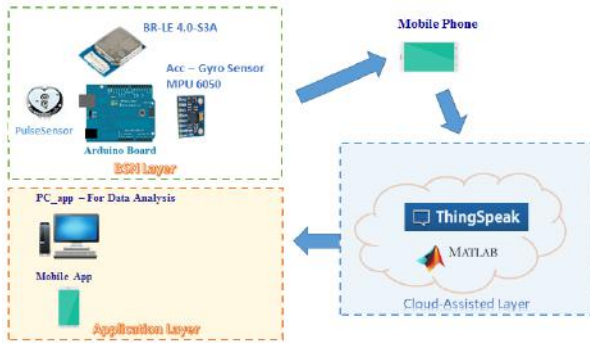 BR-LE 4.0-S3A
Acc – Gyro Sensor
MPU 6050
PulseSensor
Arduino Board
BSN Layer
Mobile Phone
ThingSpeak
MATLAB
Cloud-Assisted Layer
PC_app – For Data Analysis
Mobile App
Application Layer